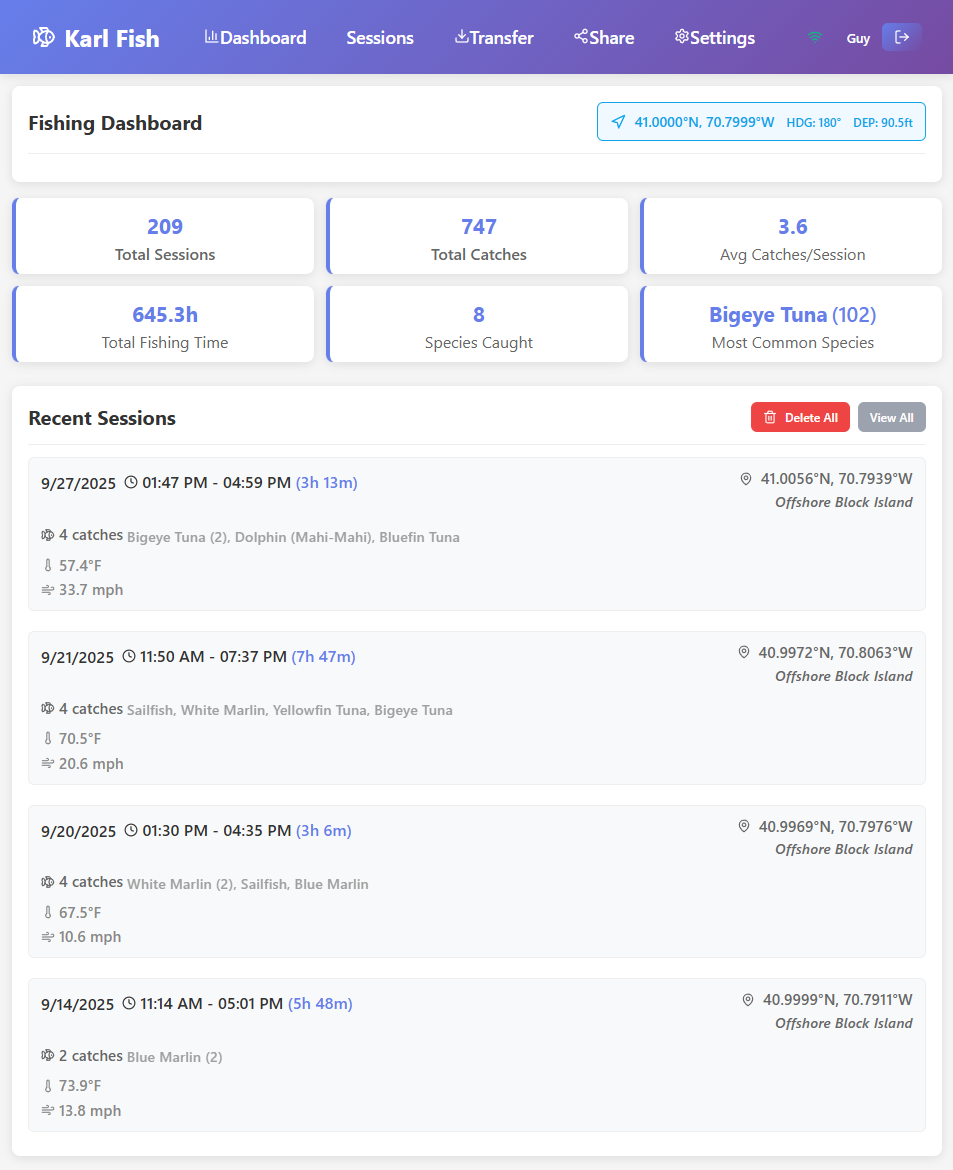 Karl Fish Dashboard Sessions Transfer Share Settings Guy
Fishing Dashboard 41.0000°N, 70.7999°W HDG: 180° DEP: 90.5ft
209 747 3.6
Total Sessions Total Catches Avg Catches/Session
645.3h 8 Bigeye Tuna (102)
Total Fishing Time Species Caught Most Common Species
Recent Sessions Delete All View All
9/27/2025 01:47 PM - 04:59 PM (3h 13m) 41.0056°N, 70.7939°W
Offshore Block Island
4 catches Bigeye Tuna (2), Dolphin (Mahi-Mahi), Bluefin Tuna
57.4°F
33.7 mph
9/21/2025 11:50 AM - 07:37 PM (7h 47m) 40.9972°N, 70.8063°W
Offshore Block Island
4 catches Sailfish, White Marlin, Yellowfin Tuna, Bigeye Tuna
70.5°F
20.6 mph
9/20/2025 01:30 PM - 04:35 PM (3h 6m) 40.9969°N, 70.7976°W
Offshore Block Island
4 catches White Marlin (2), Sailfish, Blue Marlin
67.5°F
10.6 mph
9/14/2025 11:14 AM - 05:01 PM (5h 48m) 40.9999°N, 70.7911°W
Offshore Block Island
2 catches Blue Marlin (2)
73.9°F
13.8 mph